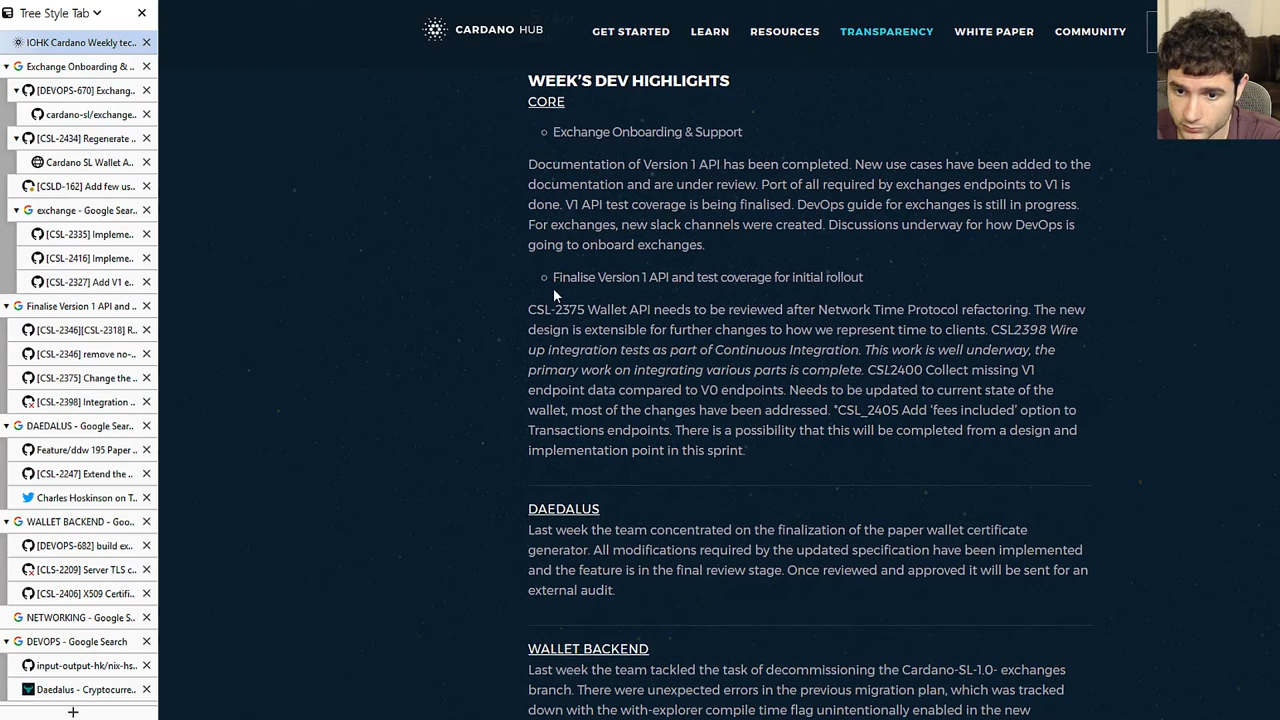 Tree Style Tab
IOHK Cardano Weekly tec...
Exchange Onboarding & ..
[DEVOPS-670] Exchang..
cardano-sl/exchange..
[CSL-2434] Regenerate ..
Cardano SL Wallet A..
[CSLD-162] Add few us..
exchange - Google Sear..
[CSL-2335] Impleme..
[CSL-2416] Impleme..
[CSL-2327] Add V1 e..
Finalise Version 1 API and ..
[CSL-2346][CSL-2318] R..
[CSL-2346] remove no-..
[CSL-2375] Change the ..
[CSL-2398] Integration ..
DAEDALUS - Google Sear..
Feature/ddw 195 Paper ..
[CSL-2247] Extend the ..
Charles Hoskinson on T..
WALLET BACKEND - Goo..
[DEVOPS-682] build ex..
[CLS-2209] Server TLS c..
[CSL-2406] X509 Certifi..
NETWORKING - Google S..
DEVOPS - Google Search
input-output-hk/nix-hs..
Daedalus - Cryptocurre..
CARDANO HUB
GET STARTED LEARN RESOURCES TRANSPARENCY WHITE PAPER COMMUNITY
WEEK'S DEV HIGHLIGHTS
CORE
Exchange Onboarding & Support
Documentation of Version 1 API has been completed. New use cases have been added to the
documentation and are under review. Port of all required by exchanges endpoints to V1 is
done. V1 API test coverage is being finalised. DevOps guide for exchanges is still in progress.
For exchanges, new slack channels were created. Discussions underway for how DevOps is
going to onboard exchanges.
Finalise Version 1 API and test coverage for initial rollout
CSL-2375 Wallet API needs to be reviewed after Network Time Protocol refactoring. The new
design is extensible for further changes to how we represent time to clients. CSL2398 Wire
up integration tests as part of Continuous Integration. This work is well underway, the
primary work on integrating various parts is complete. CSL2400 Collect missing V1
endpoint data compared to V0 endpoints. Needs to be updated to current state of the
wallet, most of the changes have been addressed. *CSL_2405 Add 'fees included' option to
Transactions endpoints. There is a possibility that this will be completed from a design and
implementation point in this sprint.
DAEDALUS
Last week the team concentrated on the finalization of the paper wallet certificate
generator. All modifications required by the updated specification have been implemented
and the feature is in the final review stage. Once reviewed and approved it will be sent for an
external audit.
WALLET BACKEND
Last week the team tackled the task of decommissioning the Cardano-SL-1.0- exchanges
branch. There were unexpected errors in the previous migration plan, which was tracked
down with the with-explorer compile time flag unintentionally enabled in the new